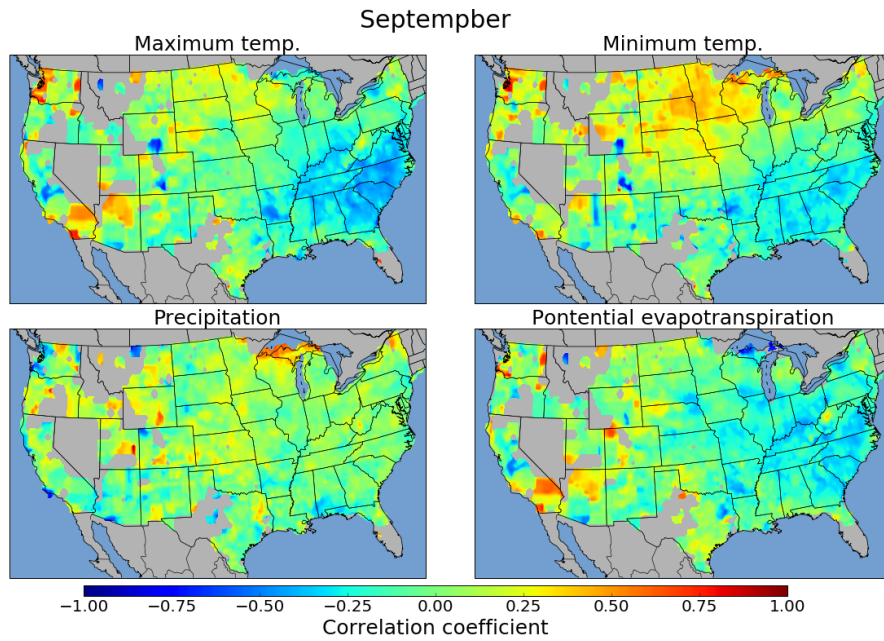 Septempber
Maximum temp.
Minimum temp.
Precipitation
Pontential evapotranspiration
−1.00 −0.75 −0.50 −0.25 0.00 0.25 0.50 0.75 1.00
Correlation coefficient